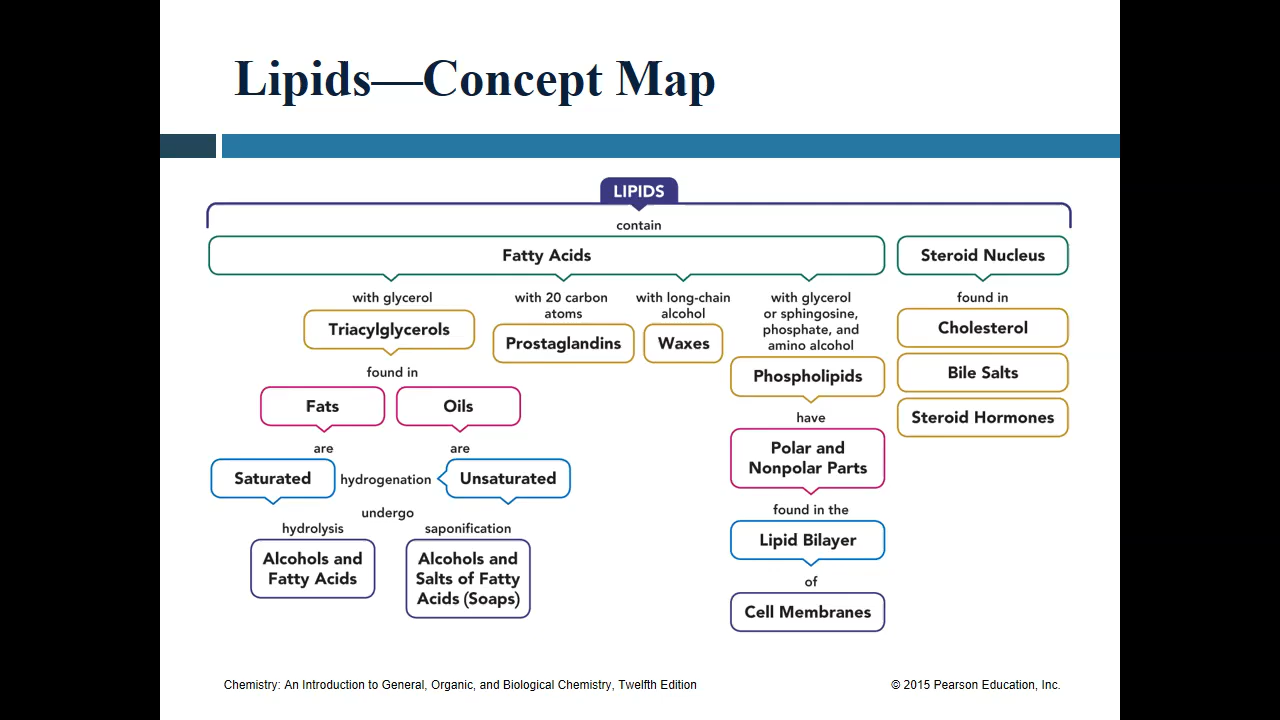 Lipids—Concept Map
LIPIDS
contain
Fatty Acids
Steroid Nucleus
with glycerol
Triacylglycerols
found in
Fats
Oils
are
are
Saturated
hydrogenation
Unsaturated
undergo
hydrolysis
saponification
Alcohols and
Fatty Acids
Alcohols and
Salts of Fatty
Acids (Soaps)
with 20 carbon
atoms
Prostaglandins
with long-chain
alcohol
Waxes
with glycerol
or sphingosine,
phosphate, and
amino alcohol
Phospholipids
have
Polar and
Nonpolar Parts
found in the
Lipid Bilayer
of
Cell Membranes
found in
Cholesterol
Bile Salts
Steroid Hormones
Chemistry: An Introduction to General, Organic, and Biological Chemistry, Twelfth Edition
© 2015 Pearson Education, Inc.